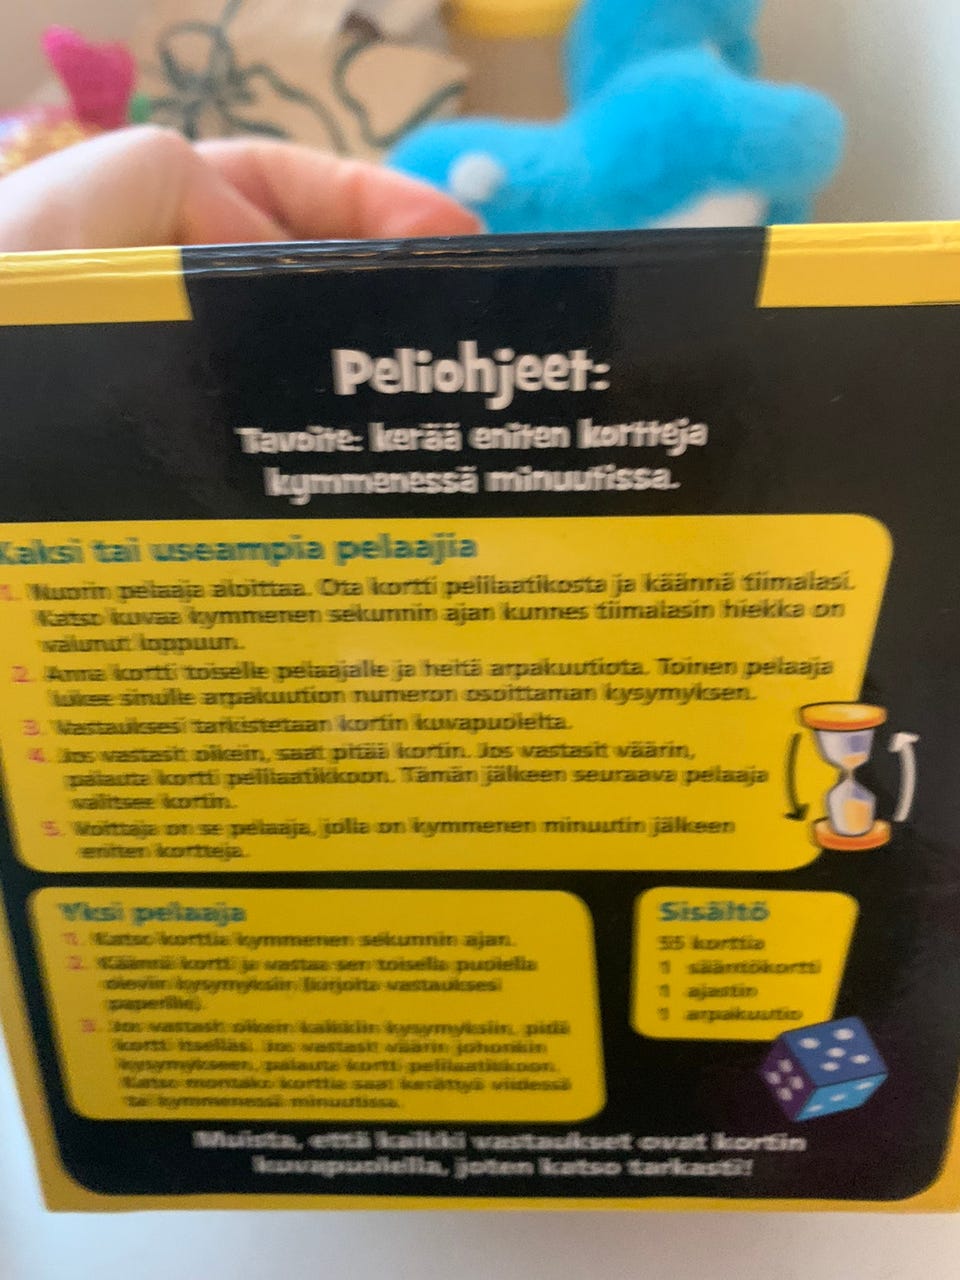 Peliohjeet:
Tavoite: kerää eniten kortteja
kymmenessä minuutissa.
Kaksi tai useampia pelaajia
1. Nuorin pelaaja aloittaa. Ota kortti pelilaatikosta ja käännä tiimalasi.
Katso kuvaa kymmenen sekunnin ajan kunnes tiimalasin hiekka on
valunut loppuun.
2. Anna kortti toiselle pelaajalle ja heitä arpakuutiota. Toinen pelaaja
lukee sinulle arpakuution numeron osoittaman kysymyksen.
3. Vastauksesi tarkistetaan kortin kuvapuolelta.
4. Jos vastasit oikein, saat pitää kortin. Jos vastasit väärin,
palauta kortti pelilaatikkoon. Tämän jälkeen seuraava pelaaja
valitsee kortin.
5. Voittaja on se pelaaja, jolla on kymmenen minuutin jälkeen
eniten kortteja.
Yksi pelaaja
1. Katso korttia kymmenen sekunnin ajan.
2. Käännä kortti ja vastaa sen toisella puolella
oleviin kysymyksiin (kirjoita vastauksesi
paperille).
3. Jos vastasit oikein kaikkiin kysymyksiin, pidä
kortti itselläsi. Jos vastasit väärin johonkin
kysymykseen, palauta kortti pelilaatikkoon.
Katso montako korttia saat kerättyä viidessä
tai kymmenessä minuutissa.
Sisältö
55 korttia
1 sääntökortti
1 ajastin
1 arpakuutio
Muista, että kaikki vastaukset ovat kortin
kuvapuolella, joten katso tarkasti!